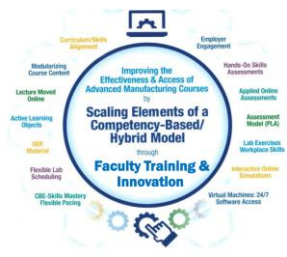 Curriculum/Skills
Alignment
Employer
Engagement
Modularizing
Course Content
Hands-On Skills
Assessments
Lecture Moved
Online
Applied Online
Assessments
Active Learning
Objects
Assessment
Model (PLA)
OER
Material
Lab Exercises
Workplace Skills
Flexible Lab
Scheduling
Interactive Online
Simulations
CBE-Skills Mastery
Flexible Pacing
Virtual Machines: 24/7
Software Access
Improving the
Effectiveness & Access of
Advanced Manufacturing Courses
by
Scaling Elements of a
Competency-Based/
Hybrid Model
through
Faculty Training &
Innovation